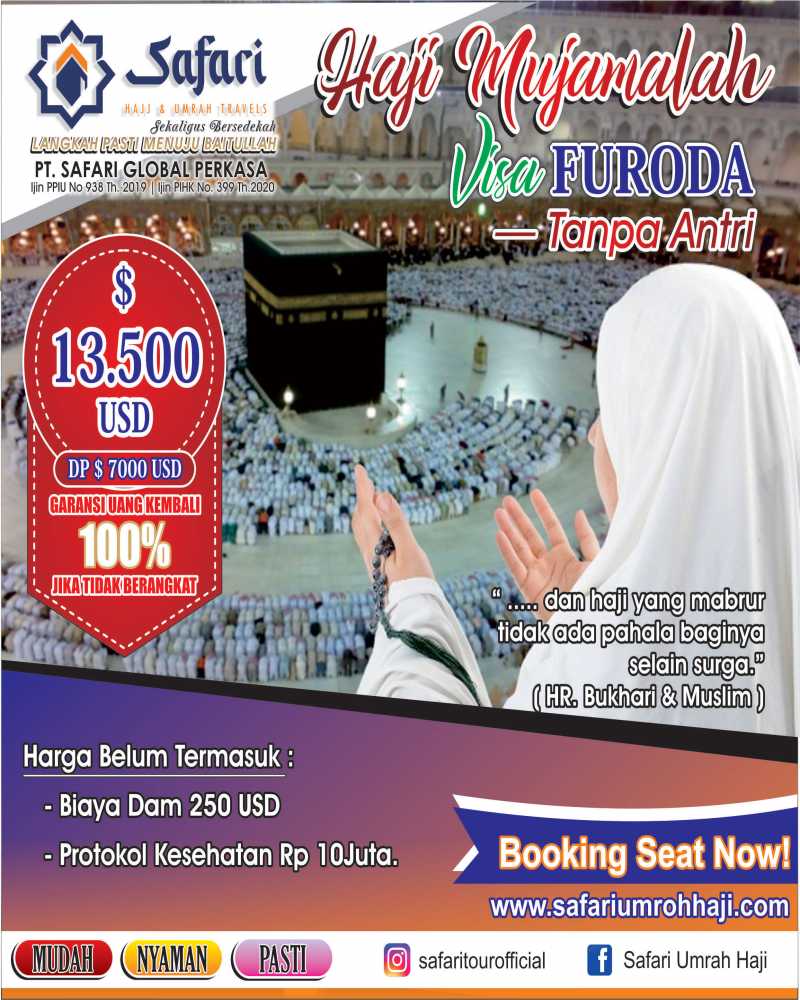 Safari
HAJJ & UMRAH TRAVELS
Sekaligus Bersedekah
LANGKAH PASTI MENUJU BAITULLAH
PT. SAFARI GLOBAL PERKASA
Ijin PPIU No 938 Th. 2019 | Ijin PIHK No. 399 Th.2020
Haji Mujamalah
Visa FURODA
— Tanpa Antri
$
13.500
USD
DP $ 7000 USD
GARANSI UANG KEMBALI
100%
JIKA TIDAK BERANGKAT
“ ..... dan haji yang mabrur
tidak ada pahala baginya
selain surga.”
( HR. Bukhari & Muslim )
Harga Belum Termasuk :
- Biaya Dam 250 USD
- Protokol Kesehatan Rp 10Juta.
Booking Seat Now!
www.safariumrohhaji.com
MUDAH NYAMAN PASTI safaritourofficial f Safari Umrah Haji